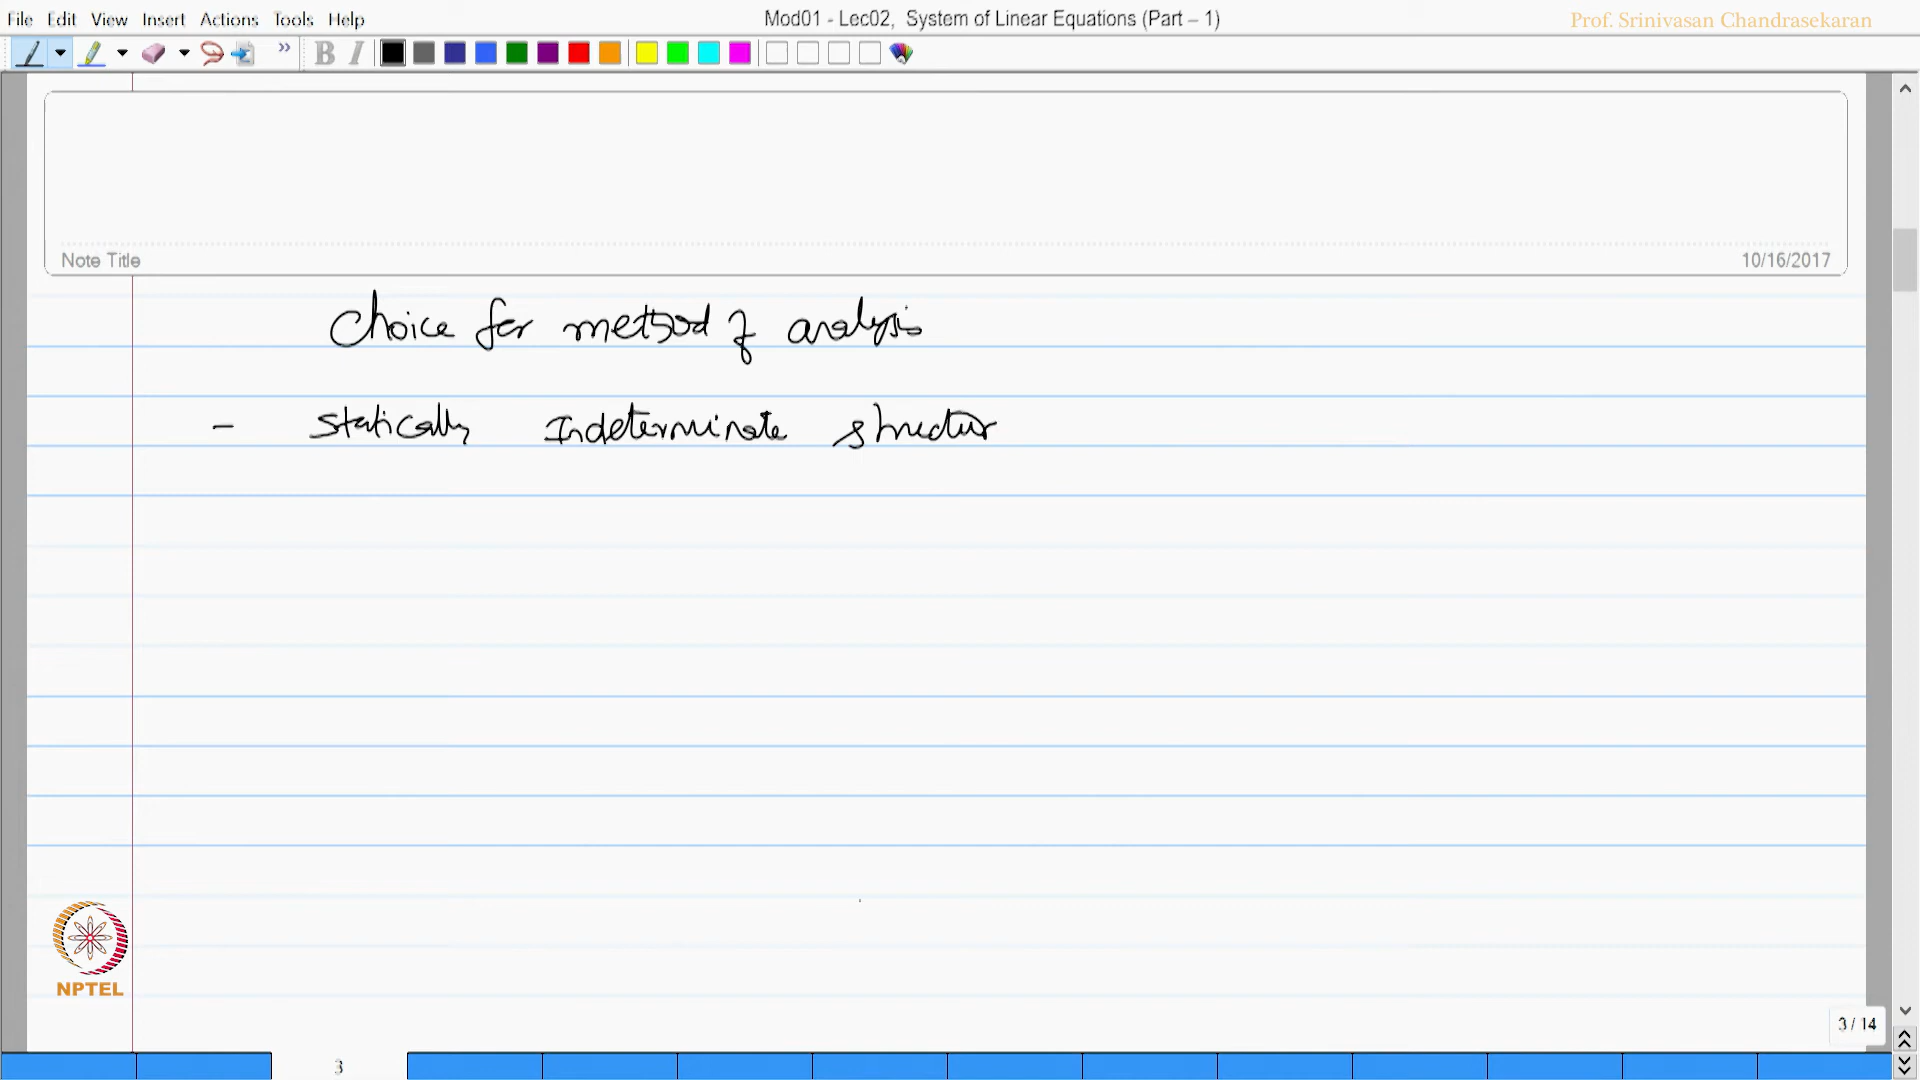 File Edit View Insert Actions Tools Help
Mod01 - Lec02, System of Linear Equations (Part – 1)
Prof. Srinivasan Chandrasekaran
B I
Note Title
10/16/2017
Choice for method of analysis
- Statically Indeterminate structur
NPTEL
3 / 14
3